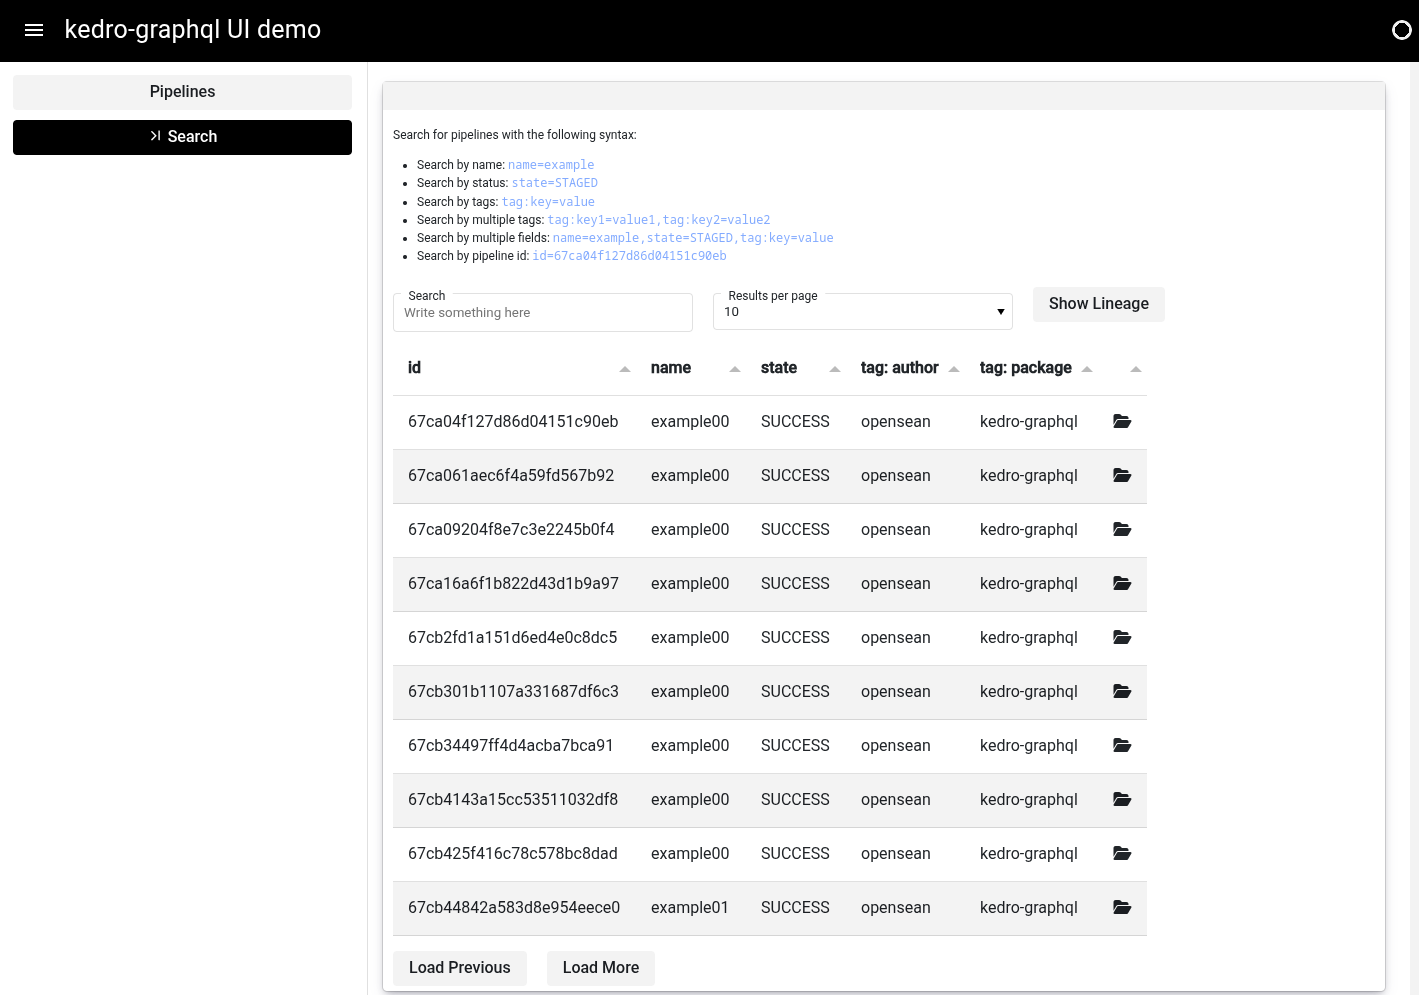 kedro-graphql UI demo
Pipelines
Search
Search for pipelines with the following syntax:
Search by name: name=example
Search by status: state=STAGED
Search by tags: tag:key=value
Search by multiple tags: tag:key1=value1,tag:key2=value2
Search by multiple fields: name=example,state=STAGED,tag:key=value
Search by pipeline id: id=67ca04f127d86d04151c90eb
Search
Write something here
Results per page
10
Show Lineage
id name state tag: author tag: package
67ca04f127d86d04151c90eb example00 SUCCESS opensean kedro-graphql
67ca061aec6f4a59fd567b92 example00 SUCCESS opensean kedro-graphql
67ca09204f8e7c3e2245b0f4 example00 SUCCESS opensean kedro-graphql
67ca16a6f1b822d43d1b9a97 example00 SUCCESS opensean kedro-graphql
67cb2fd1a151d6ed4e0c8dc5 example00 SUCCESS opensean kedro-graphql
67cb301b1107a331687df6c3 example00 SUCCESS opensean kedro-graphql
67cb34497ff4d4acba7bca91 example00 SUCCESS opensean kedro-graphql
67cb4143a15cc53511032df8 example00 SUCCESS opensean kedro-graphql
67cb425f416c78c578bc8dad example00 SUCCESS opensean kedro-graphql
67cb44842a583d8e954eece0 example01 SUCCESS opensean kedro-graphql
Load Previous
Load More